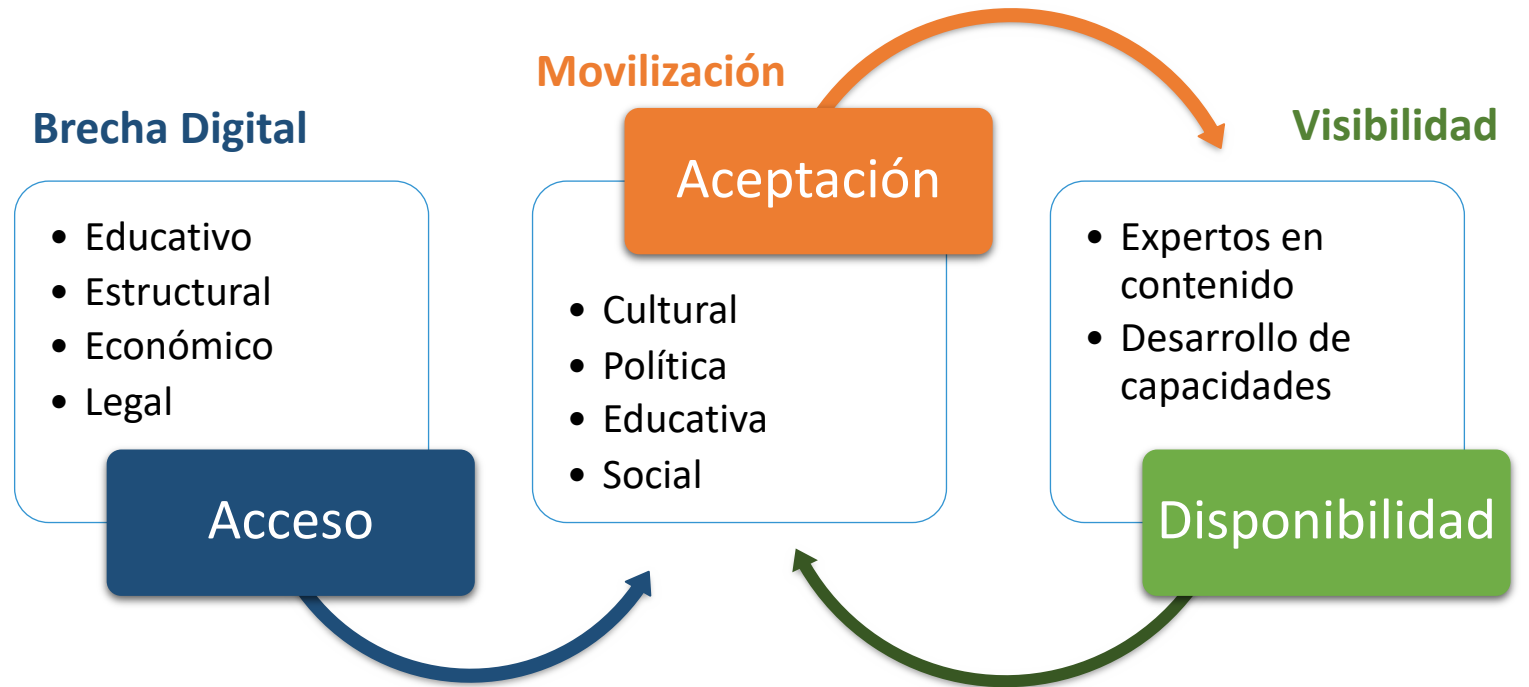 Brecha Digital
• Educativo
• Estructural
• Económico
• Legal
Acceso
Movilización
Aceptación
• Cultural
• Política
• Educativa
• Social
Visibilidad
• Expertos en
contenido
• Desarrollo de
capacidades
Disponibilidad